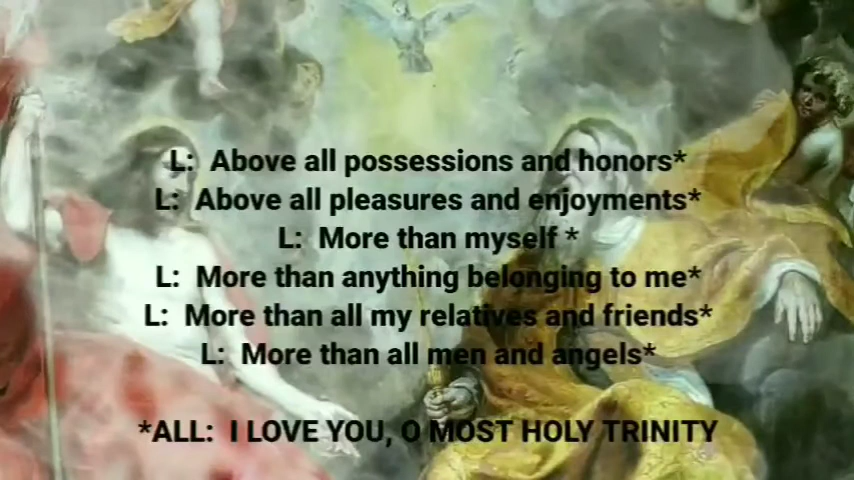 L: Above all possessions and honors*
L: Above all pleasures and enjoyments*
L: More than myself *
L: More than anything belonging to me*
L: More than all my relatives and friends*
L: More than all men and angels*
*ALL: I LOVE YOU, O MOST HOLY TRINITY